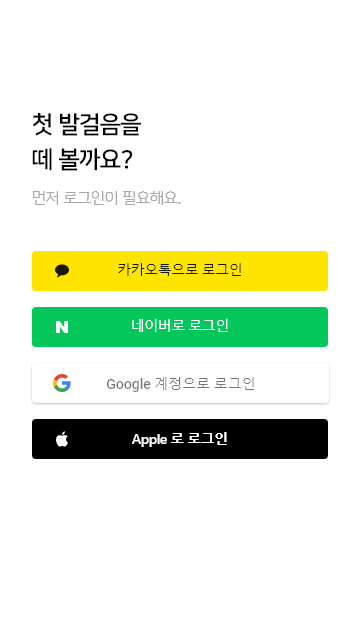 첫 발걸음을
떼 볼까요?
먼저 로그인이 필요해요.
카카오톡으로 로그인
네이버로 로그인
Google 계정으로 로그인
Apple 로 로그인